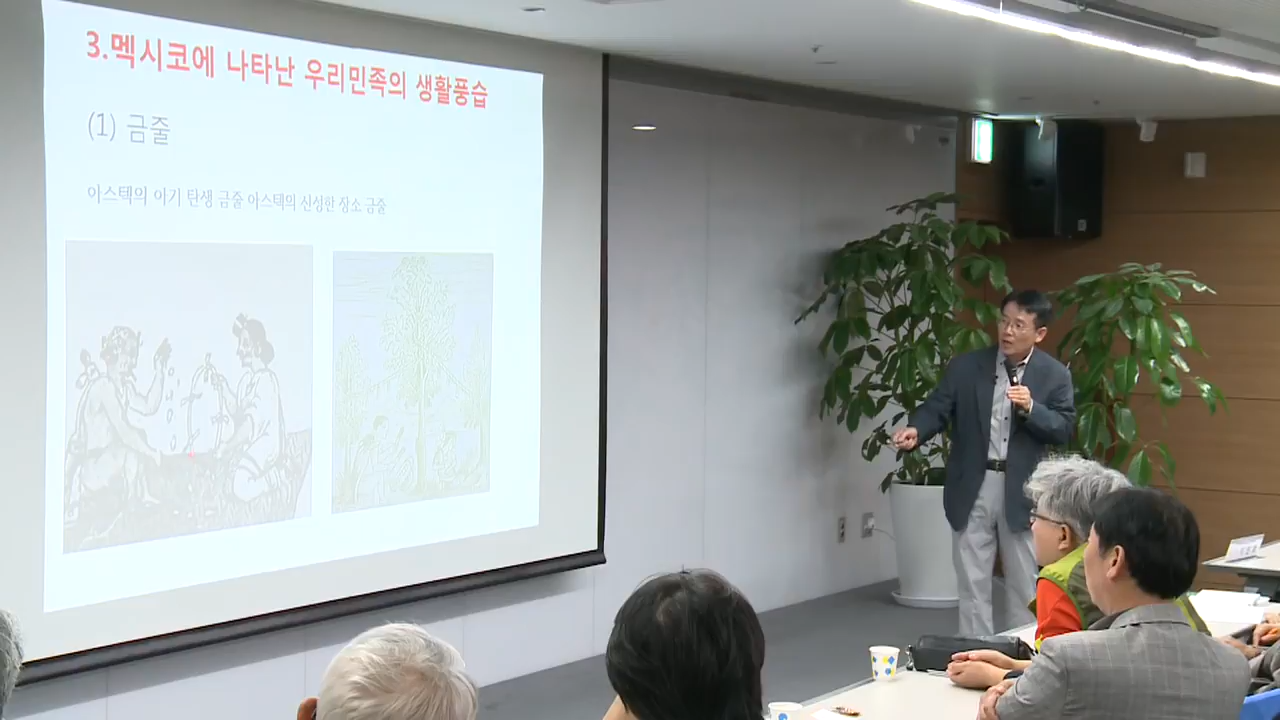 3.멕시코에 나타난 우리민족의 생활풍습
(1) 금줄
아스텍의 아기 탄생 금줄 아스텍의 신성한 장소 금줄